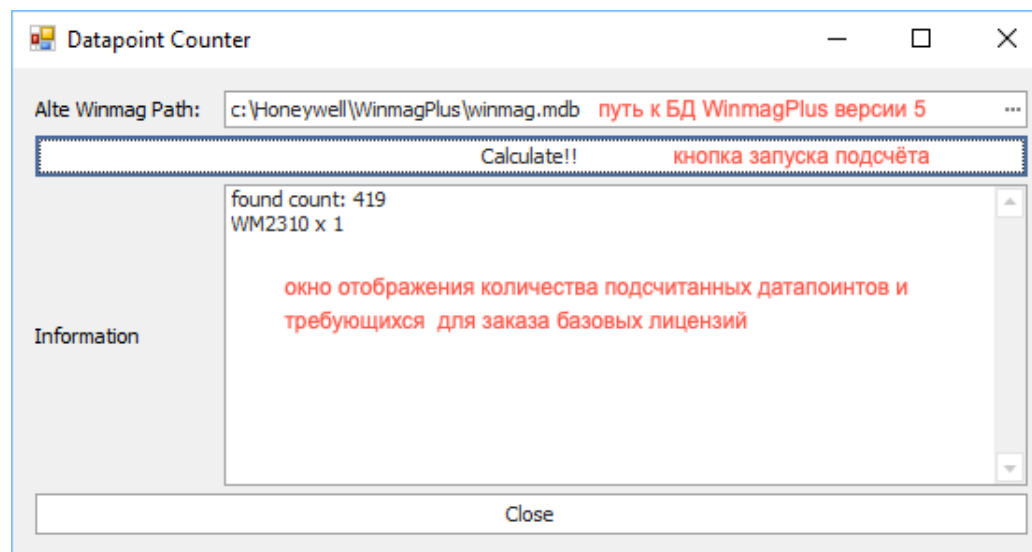 Datapoint Counter
Alte Winmag Path: c:\Honeywell\WinmagPlus\winmag.mdb путь к БД WinmagPlus версии 5 ...
Calculate!! кнопка запуска подсчёта
found count: 419
WM2310 x 1
окно отображения количества подсчитанных датапоинтов и
требующихся для заказа базовых лицензий
Information
Close